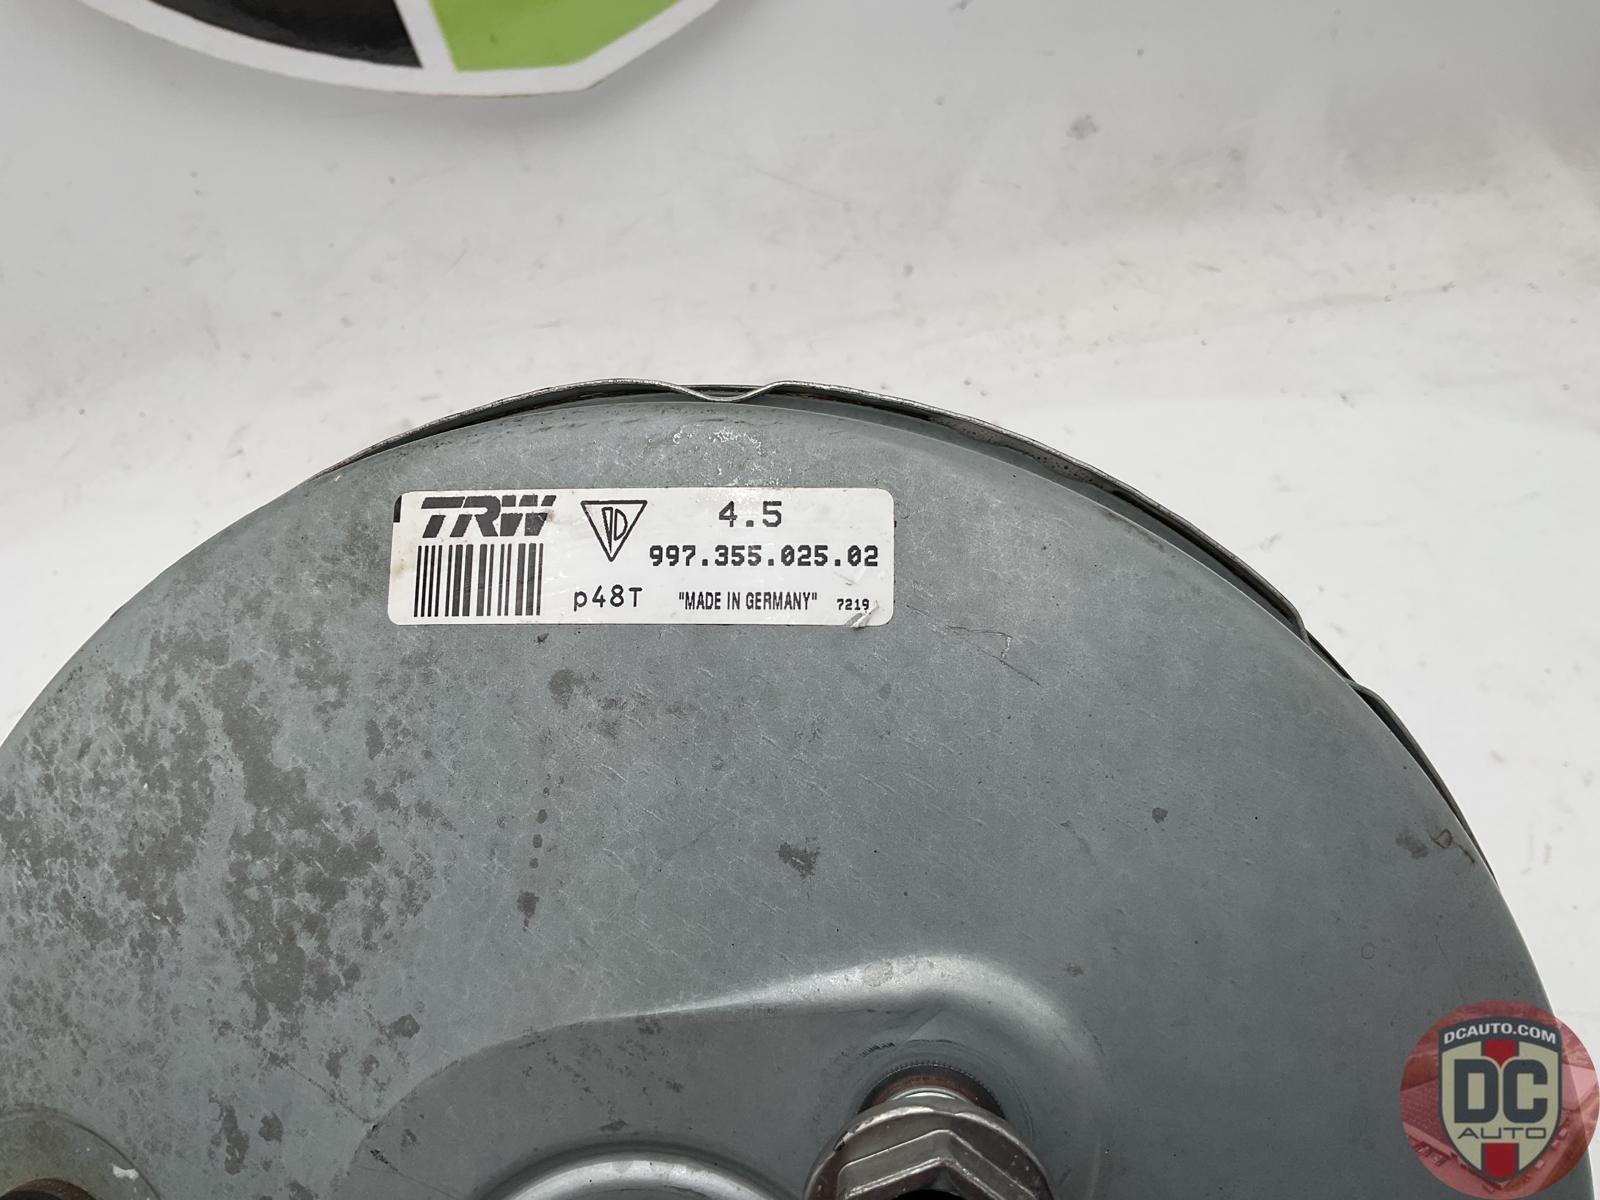 TRW
4.5
997.355.025.02
p48T
"MADE IN GERMANY"
7219
DCAUTO.COM
DC
AUTO